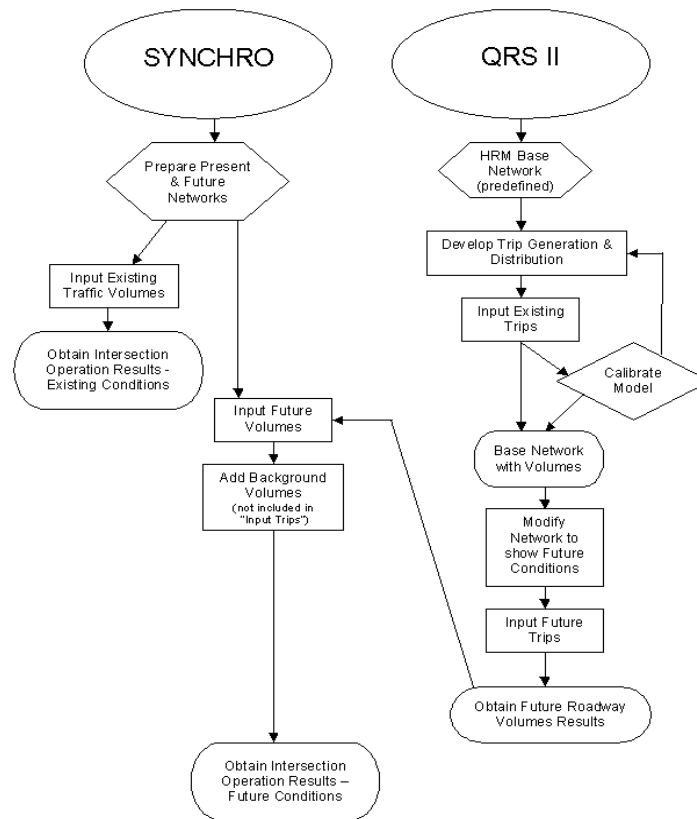 SYNCHRO
Prepare Present
& Future
Networks
Input Existing
Traffic Volumes
Obtain Intersection
Operation Results -
Existing Conditions
Input Future
Volumes
Add Background
Volumes
(not included in
"Input Trips")
Obtain Intersection
Operation Results –
Future Conditions
QRS II
HRM Base
Network
(predefined)
Develop Trip Generation &
Distribution
Input Existing
Trips
Calibrate
Model
Base Network
with Volumes
Modify
Network to
show Future
Conditions
Input Future
Trips
Obtain Future Roadway
Volumes Results